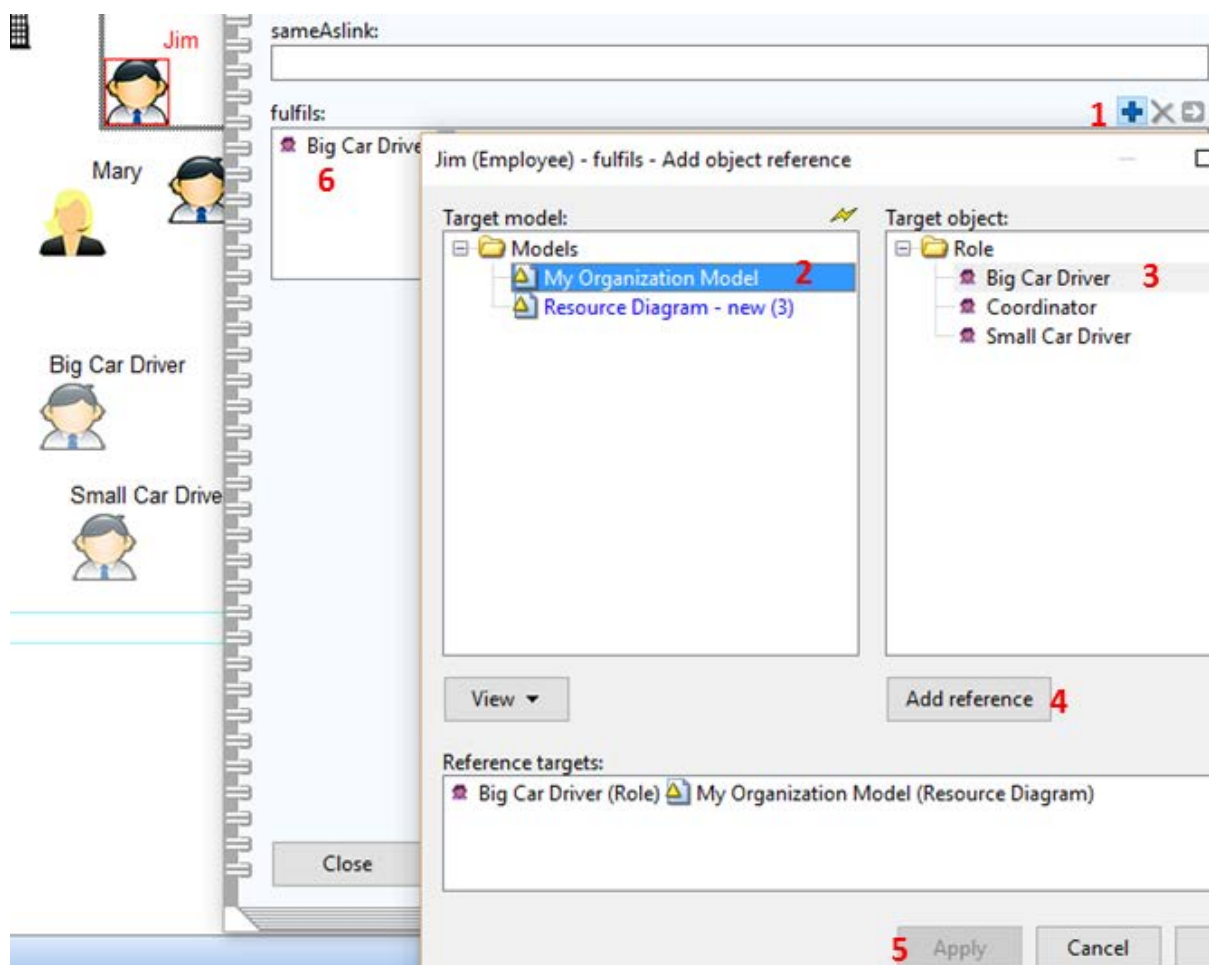 Jim
Mary
Big Car Driver
Small Car Drive
sameAslink:
fulfils:
1
Big Car Drive
6
Jim (Employee) - fulfils - Add object reference
Target model:
Models
My Organization Model 2
Resource Diagram - new (3)
Target object:
Role
Big Car Driver 3
Coordinator
Small Car Driver
View
Add reference 4
Reference targets:
Big Car Driver (Role) My Organization Model (Resource Diagram)
Close
5 Apply Cancel